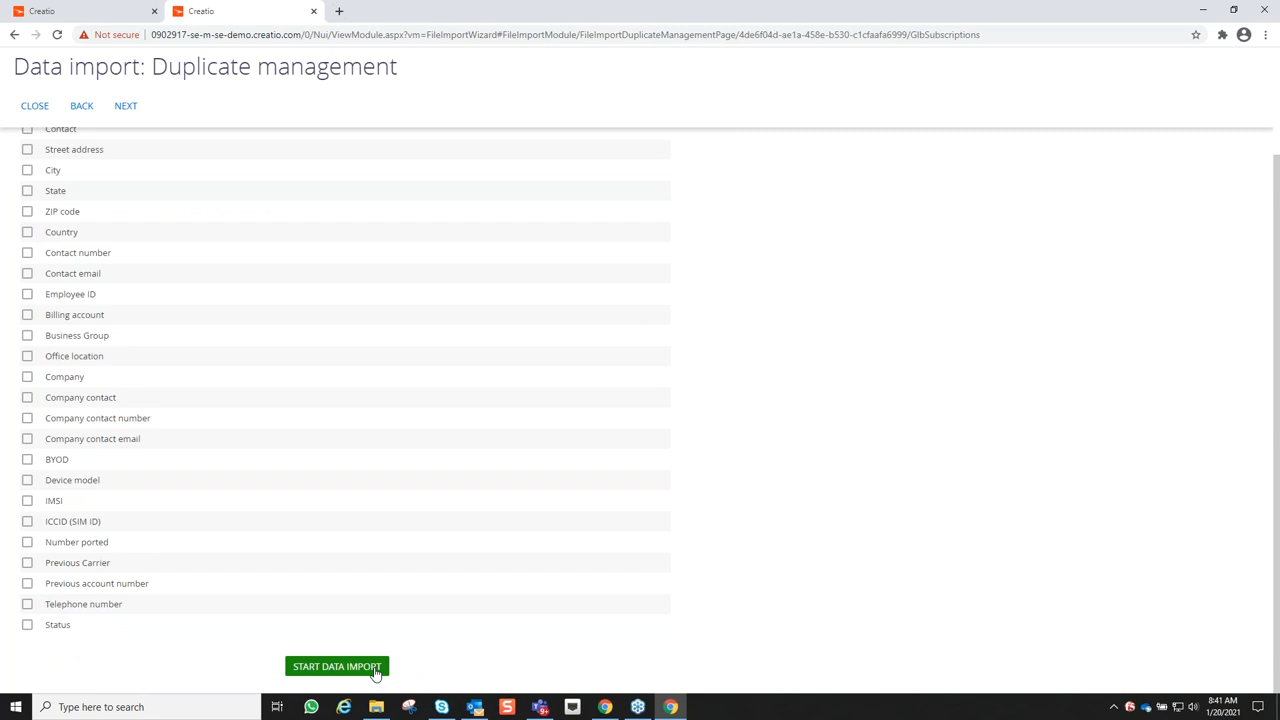 Creatio
Creatio
Not secure
0902917-se-m-se-demo.creatio.com/0/Nui/ViewModule.aspx?vm=FileImportWizard#FileImportModule/FileImportDuplicateManagementPage/4de6f04d-ae1a-458e-b530-c1cfaafa6999/GlbSubscriptions
Data import: Duplicate management
CLOSE BACK NEXT
Contact
Street address
City
State
ZIP code
Country
Contact number
Contact email
Employee ID
Billing account
Business Group
Office location
Company
Company contact
Company contact number
Company contact email
BYOD
Device model
IMSI
ICCID (SIM ID)
Number ported
Previous Carrier
Previous account number
Telephone number
Status
START DATA IMPORT
Type here to search
8:41 AM
1/20/2021